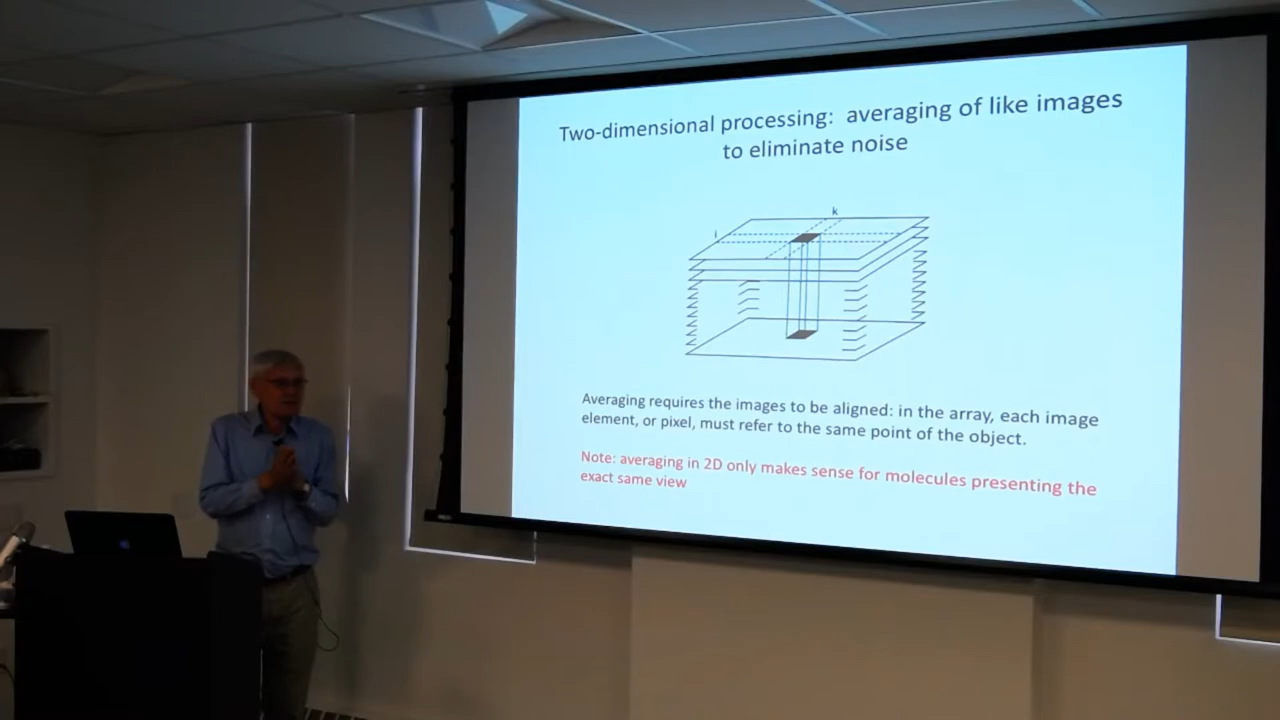 Two-dimensional processing: averaging of like images
to eliminate noise
k
i
Averaging requires the images to be aligned: in the array, each image
element, or pixel, must refer to the same point of the object.
Note: averaging in 2D only makes sense for molecules presenting the
exact same view